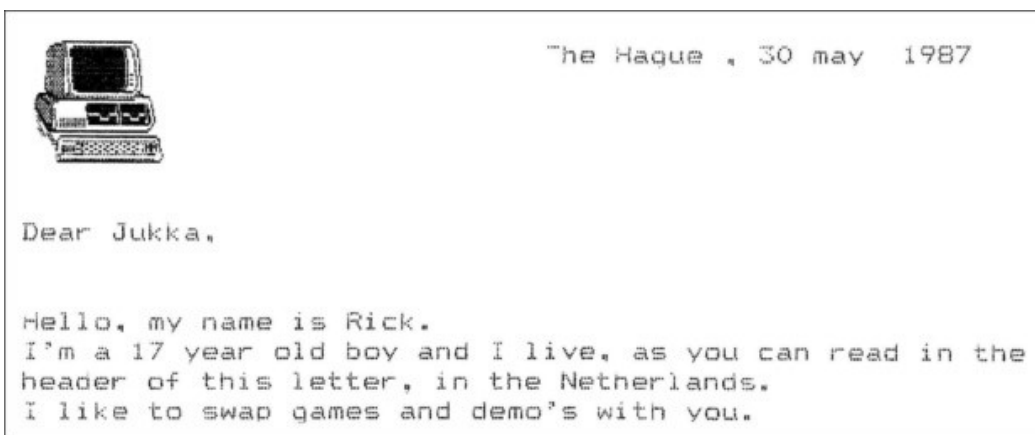 The Hague , 30 may 1987
Dear Jukka,
Hello, my name is Rick.
I'm a 17 year old boy and I live, as you can read in the
header of this letter, in the Netherlands.
I like to swap games and demo's with you.